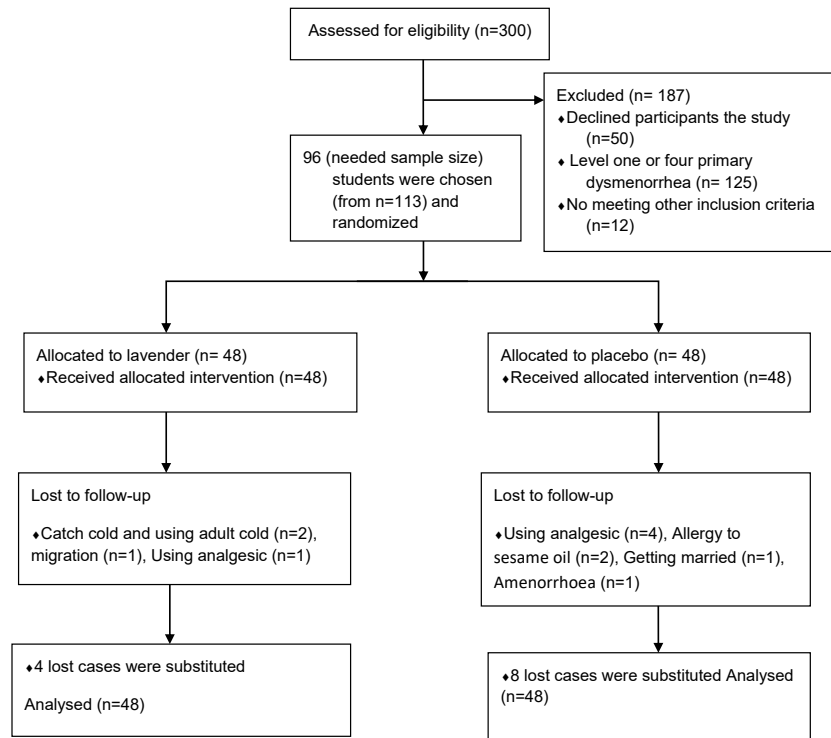 Assessed for eligibility (n=300)
Excluded (n= 187)
♦Declined participants the study
(n=50)
♦ Level one or four primary
dysmenorrhea (n= 125)
♦No meeting other inclusion criteria
(n=12)
96 (needed sample size)
students were chosen
(from n=113) and
randomized
Allocated to lavender (n= 48)
♦Received allocated intervention (n=48)
Allocated to placebo (n= 48)
♦Received allocated intervention (n=48)
Lost to follow-up
♦Catch cold and using adult cold (n=2),
migration (n=1), Using analgesic (n=1)
Lost to follow-up
♦Using analgesic (n=4), Allergy to
sesame oil (n=2), Getting married (n=1),
Amenorrhoea (n=1)
♦4 lost cases were substituted
Analysed (n=48)
♦8 lost cases were substituted Analysed
(n=48)